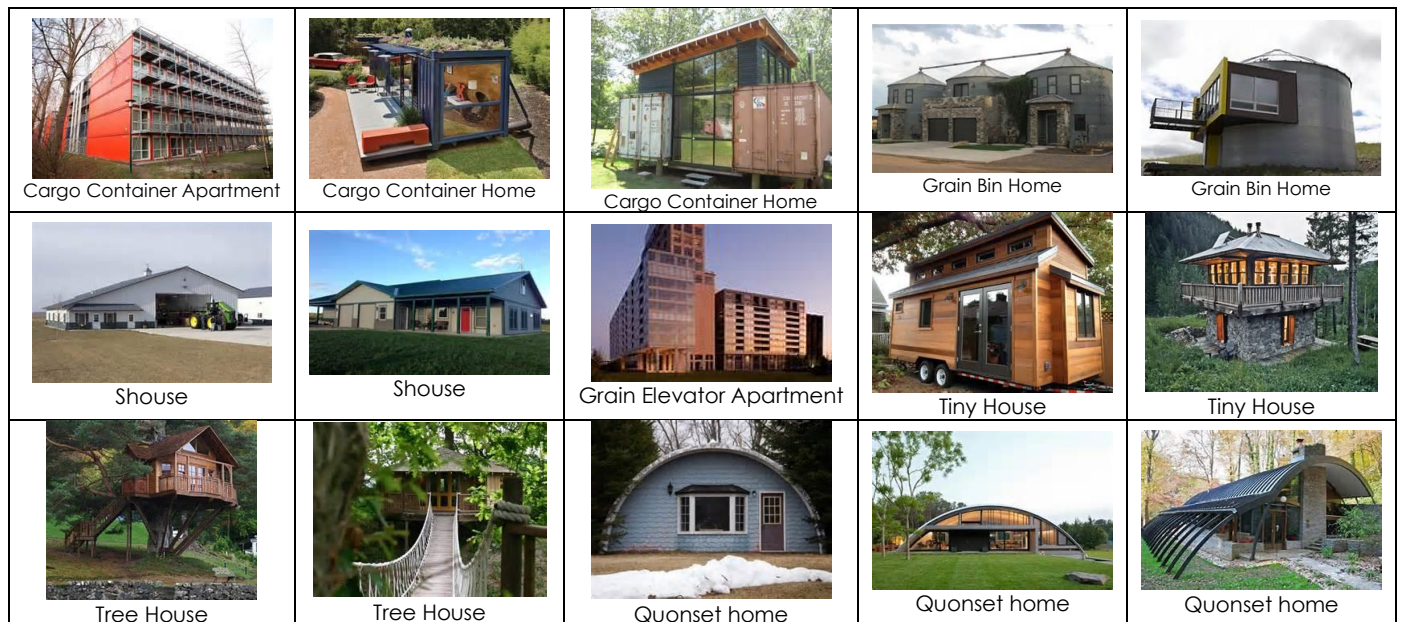 Cargo Container Apartment
Cargo Container Home
Cargo Container Home
Grain Bin Home
Grain Bin Home
Shouse
Shouse
Grain Elevator Apartment
Tiny House
Tiny House
Tree House
Tree House
Quonset home
Quonset home
Quonset home